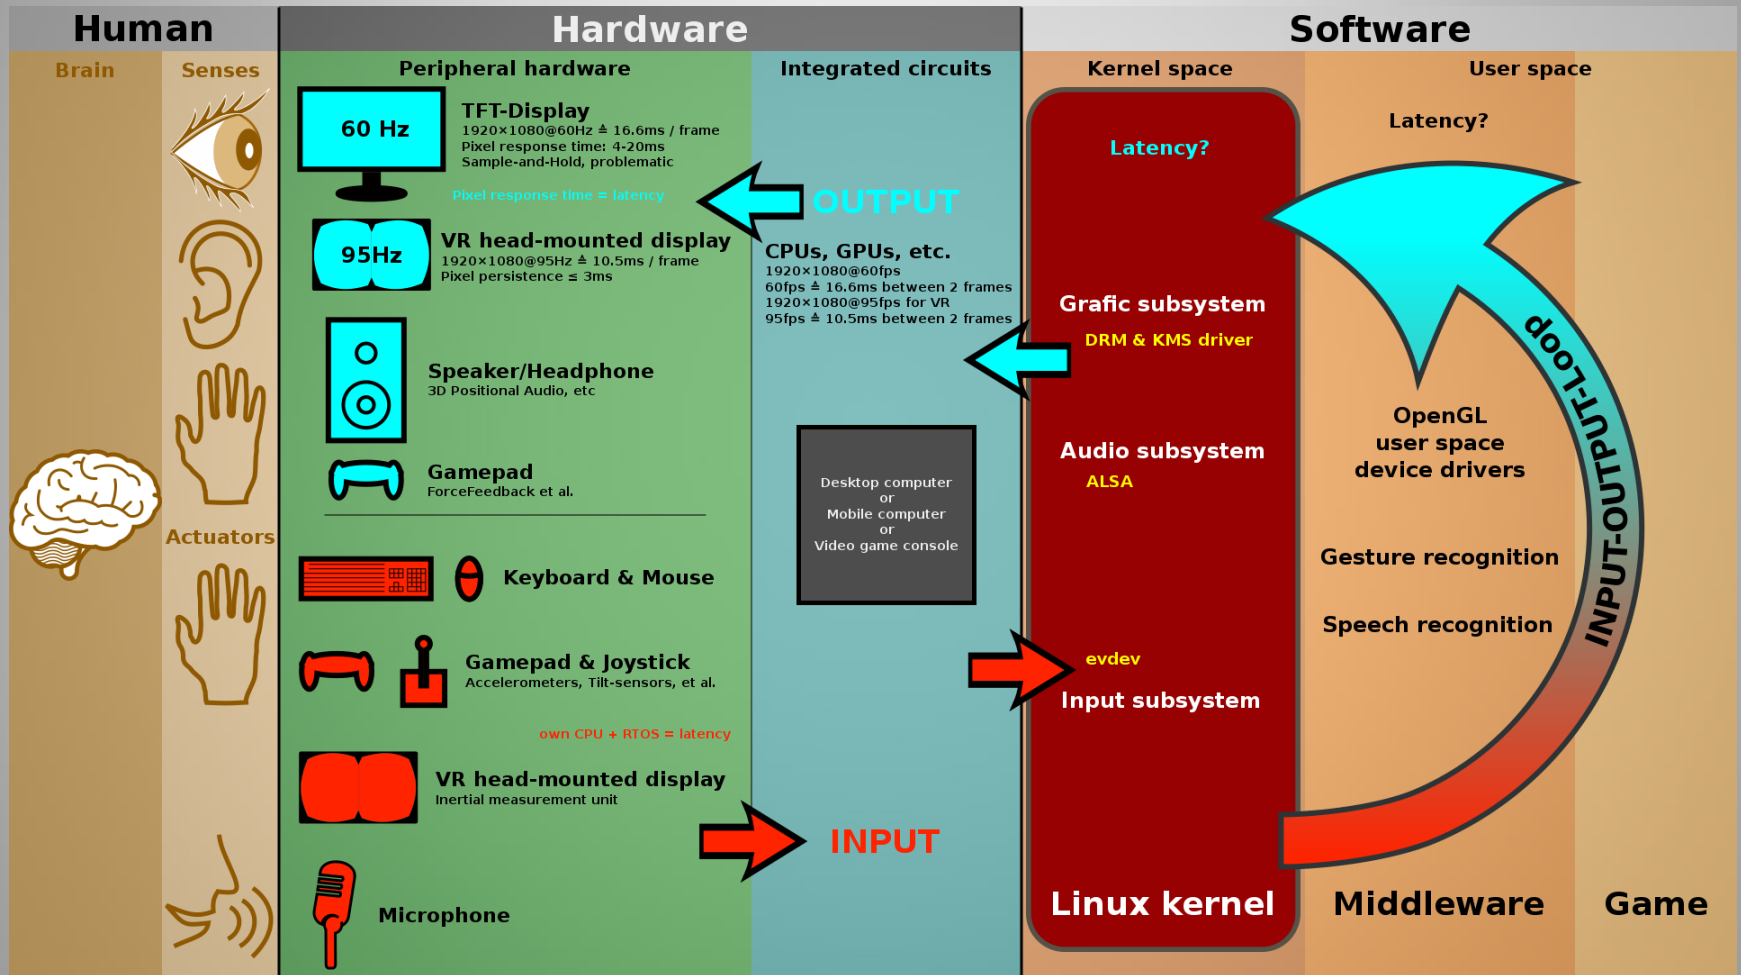 Human
Hardware
Software
Brain
Senses
Peripheral hardware
Integrated circuits
Kernel space
User space
60 Hz
TFT-Display
1920×1080@60Hz ≙ 16.6ms / frame
Pixel response time: 4-20ms
Sample-and-Hold, problematic
Pixel response time = latency
OUTPUT
95Hz
VR head-mounted display
1920×1080@95Hz ≙ 10.5ms / frame
Pixel persistence ≤ 3ms
CPUs, GPUs, etc.
1920×1080@60fps
60fps ≙ 16.6ms between 2 frames
1920×1080@95fps for VR
95fps ≙ 10.5ms between 2 frames
Speaker/Headphone
3D Positional Audio, etc
Gamepad
ForceFeedback et al.
Actuators
Desktop computer
or
Mobile computer
or
Video game console
Keyboard & Mouse
Gamepad & Joystick
Accelerometers, Tilt-sensors, et al.
own CPU + RTOS = latency
VR head-mounted display
Inertial measurement unit
INPUT
Microphone
Latency?
Grafic subsystem
DRM & KMS driver
Audio subsystem
ALSA
evdev
Input subsystem
Linux kernel
Latency?
OpenGL
user space
device drivers
Gesture recognition
Speech recognition
INPUT-OUTPUT-LOOP
Middleware
Game